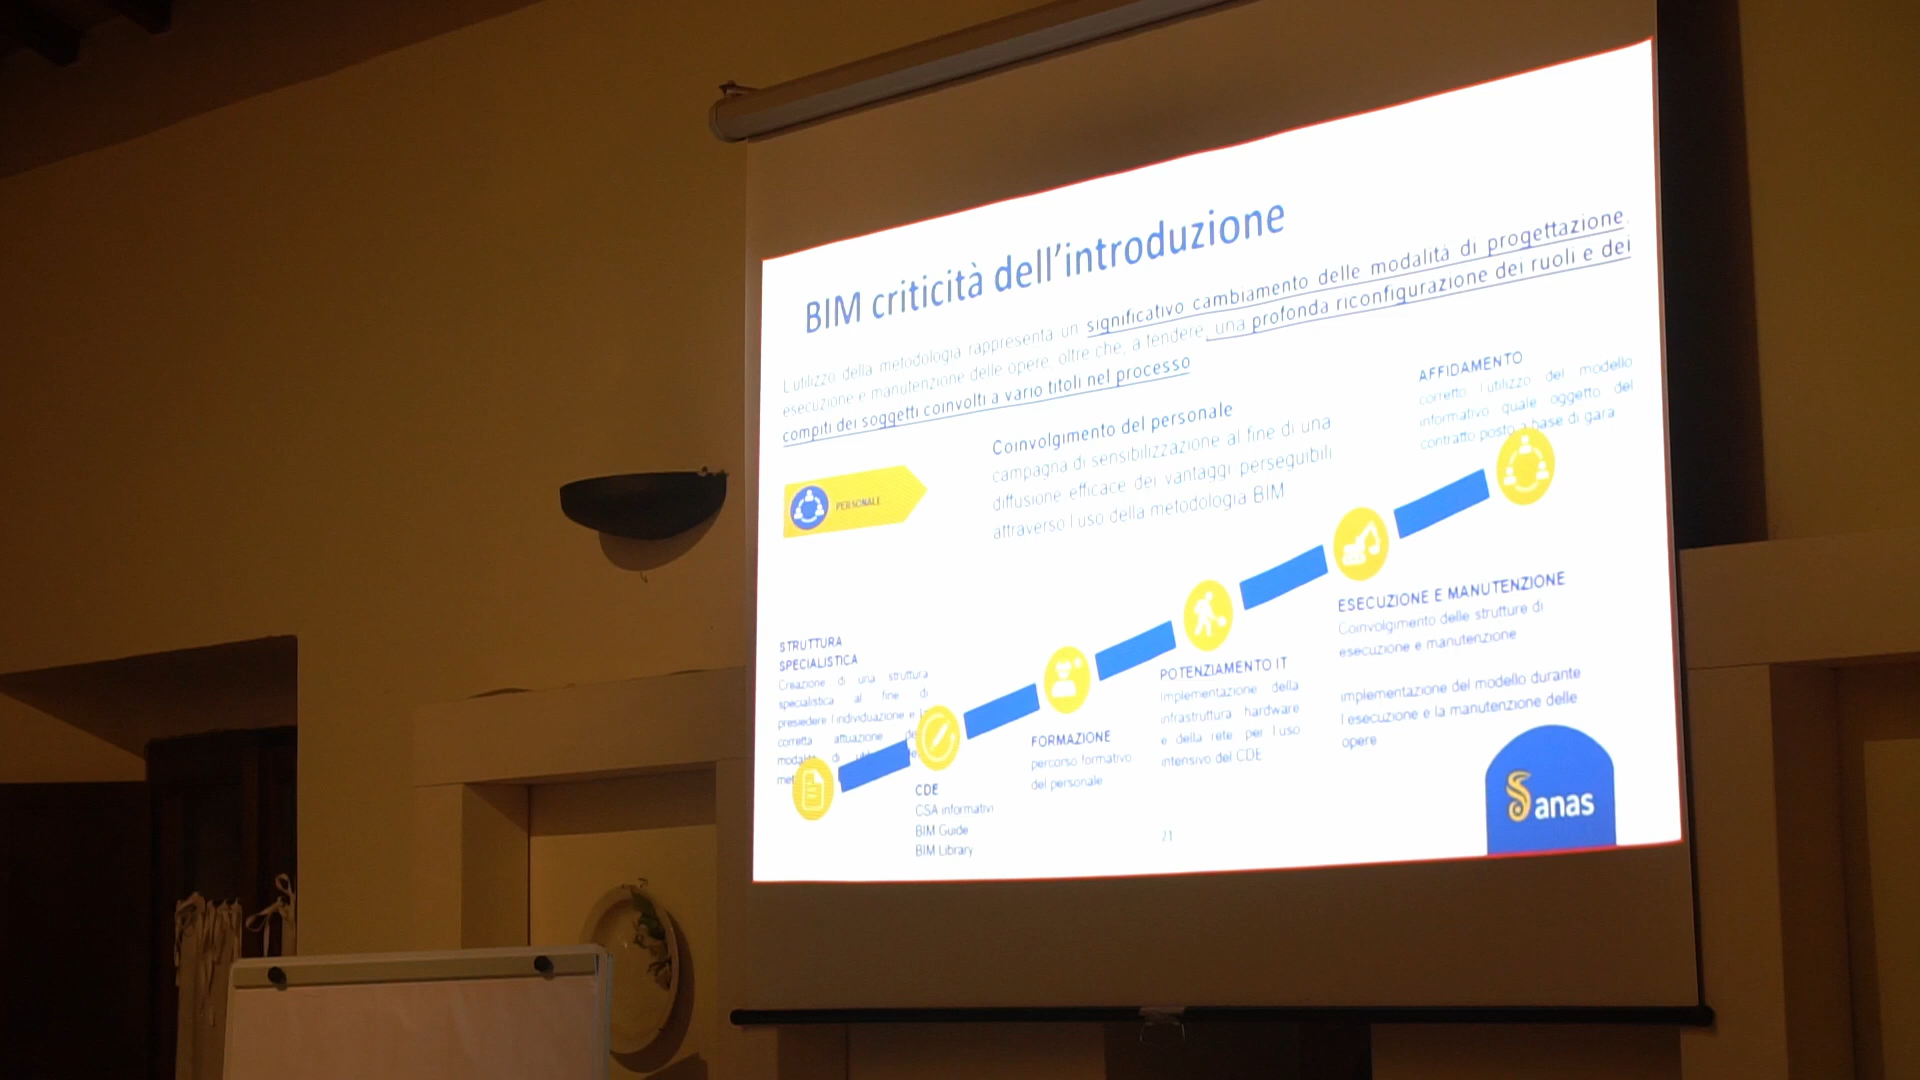 BIM criticità dell'introduzione
L'utilizzo della metodologia rappresenta un significativo cambiamento delle modalità di progettazione,
esecuzione e manutenzione delle opere, oltre che, a tendere, una profonda riconfigurazione dei ruoli e dei
compiti dei soggetti coinvolti a vario titoli nel processo
PERSONALE
Coinvolgimento del personale
campagna di sensibilizzazione al fine di una
diffusione efficace dei vantaggi perseguibili
attraverso l'uso della metodologia BIM
AFFIDAMENTO
corretto l'utilizzo del modello
informativo quale oggetto del
contratto posto a base di gara
STRUTTURA
SPECIALISTICA
Creazione di una struttura
specialistica al fine di
presiedere l'individuazione e
corretta attuazione
di
CDE
CSA informativi
BIM Guide
BIM Library
FORMAZIONE
percorso formativo
del personale
POTENZIAMENTO IT
Implementazione della
infrastruttura hardware
e della rete per l'uso
intensivo del CDE
ESECUZIONE E MANUTENZIONE
Coinvolgimento delle strutture di
esecuzione e manutenzione
implementazione del modello durante
l'esecuzione e la manutenzione delle
opere
21
anas